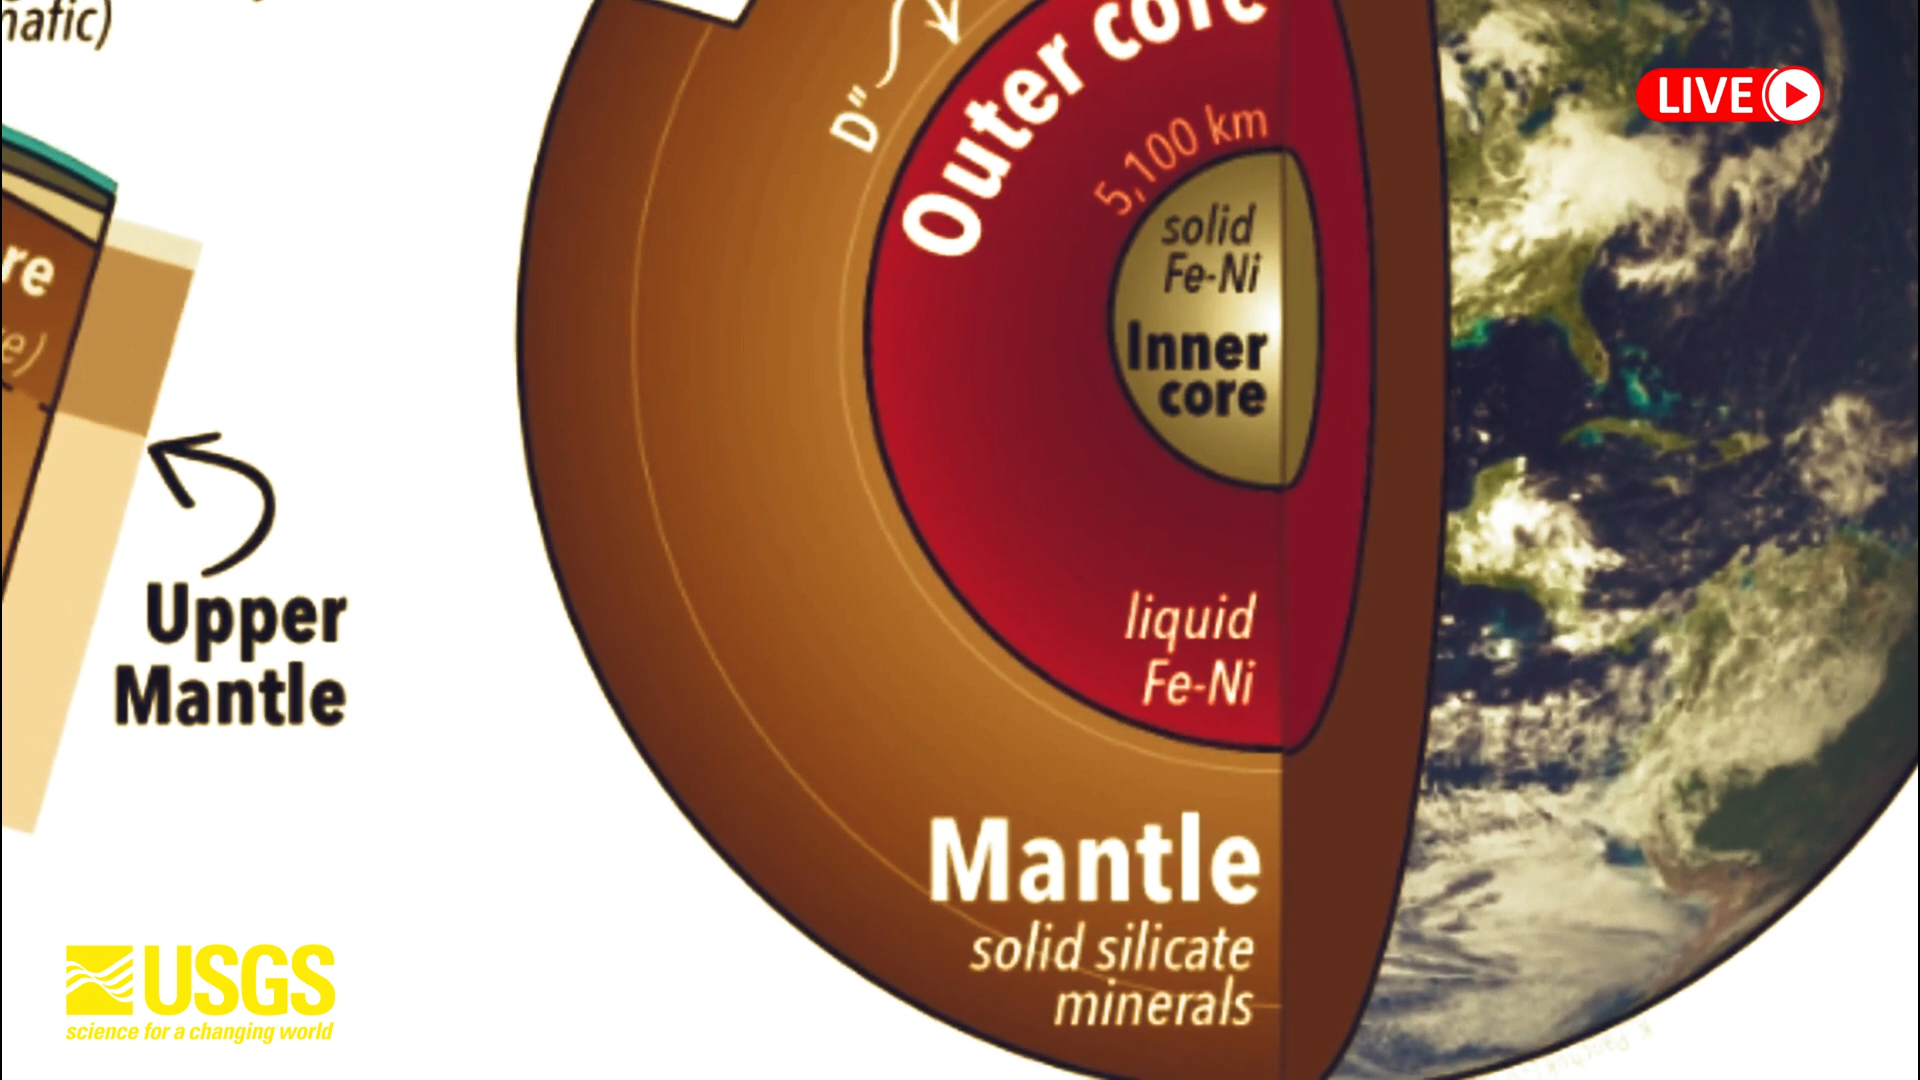 mafic)
D"
Outer core
LIVE
5,100 km
solid
Fe-Ni
Inner
core
re
e)
Upper
Mantle
liquid
Fe-Ni
Mantle
solid silicate
minerals
USGS
science for a changing world